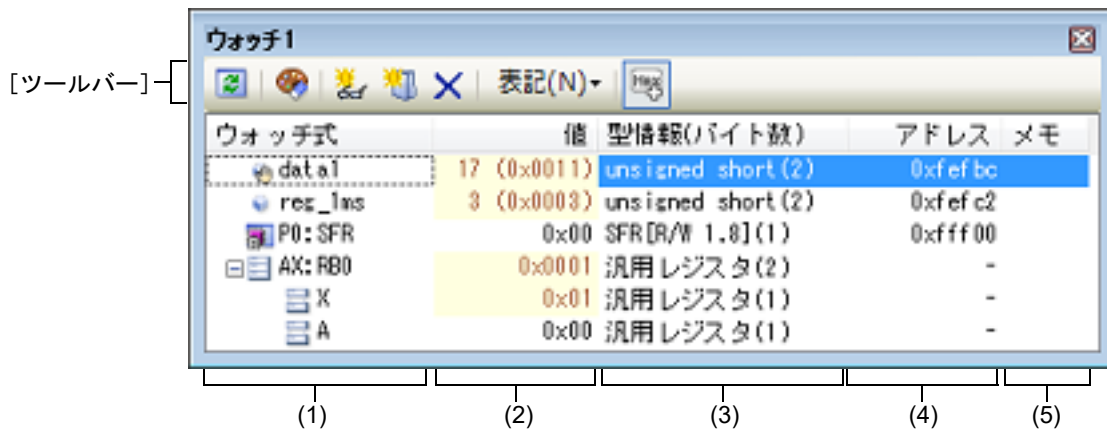 ウォッチ1
[ツールバー]
表記(N)
Hex
ウォッチ式 値 型情報(バイト数) アドレス メモ
data1 17 (0x0011) unsigned short(2) 0xfefbc
reg_1ms 3 (0x0003) unsigned short(2) 0xfefc2
P0:SFR 0x00 SFR[R/W 1.8](1) 0xfff00
AX:RB0 0x0001 汎用レジスタ(2) -
X 0x01 汎用レジスタ(1) -
A 0x00 汎用レジスタ(1) -
(1) (2) (3) (4) (5)